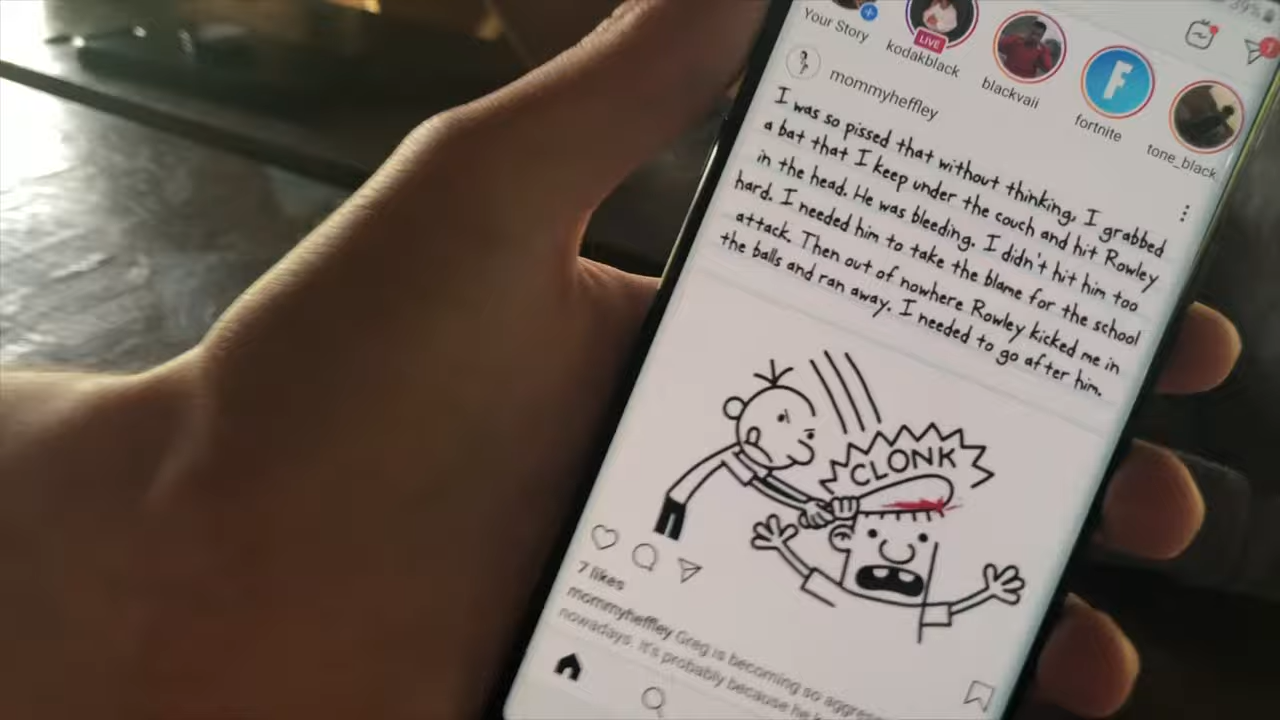 39%
Your Story
kodakblack
LIVE
blackvaii
fortnite
tone_black
F
mommyheffley
I was so pissed that without thinking, I grabbed
a bat that I keep under the couch and hit Rowley
in the head. He was bleeding. I didn't hit him too
hard. I needed him to take the blame for the school
attack. Then out of nowhere Rowley kicked me in
the balls and ran away. I needed to go after him.
CLONK
7 likes
mommyheffley Greg is becoming so aggres
nowadays. It's probably because he